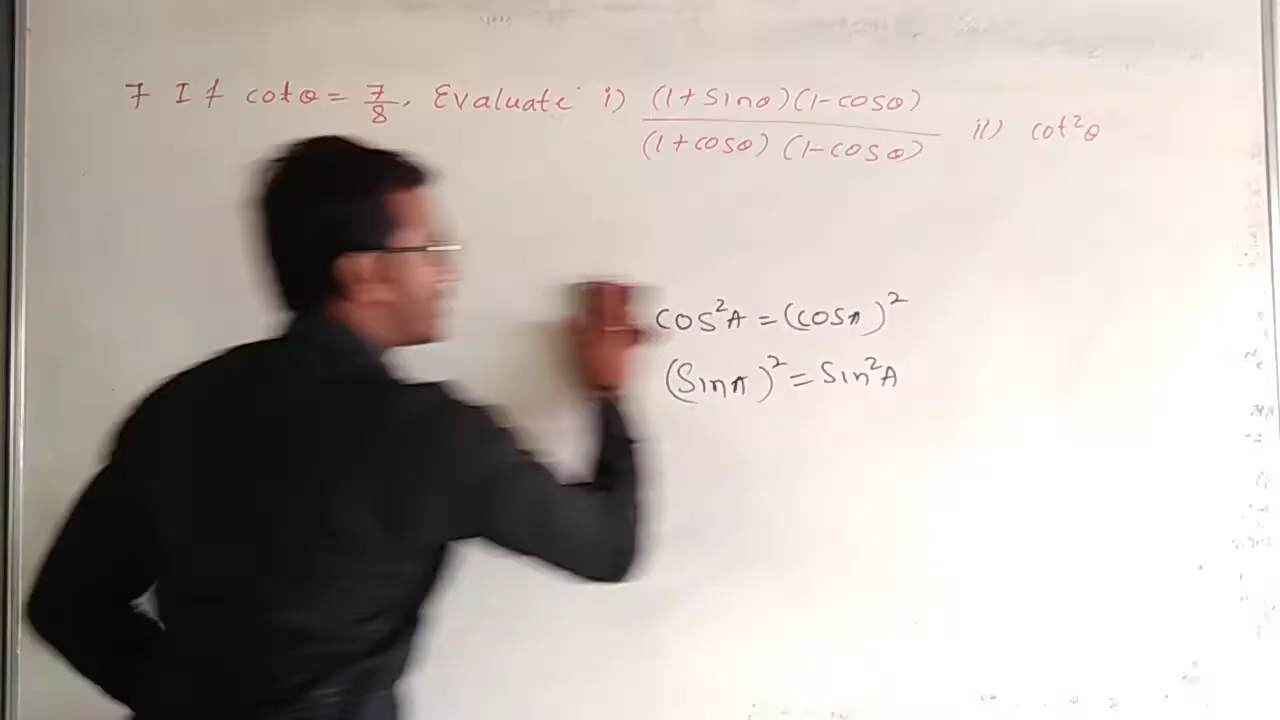 7 If cotθ = 7/8, Evaluate i) (1+sinθ)(1-cosθ) / (1+cosθ)(1-cosθ) ii) cot²θ
cos²A = (cosA)²
(SinA)² = Sin²A